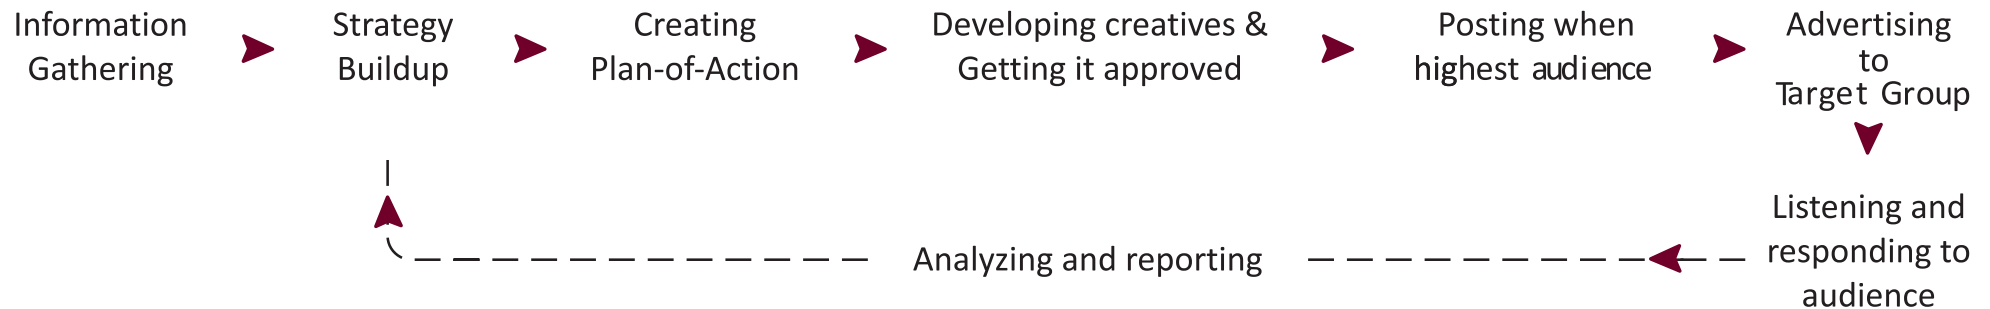 Information
Gathering
Strategy
Buildup
Creating
Plan-of-Action
Developing creatives &
Getting it approved
Posting when
highest audience
Advertising
to
Target Group
Listening and
responding to
audience
Analyzing and reporting